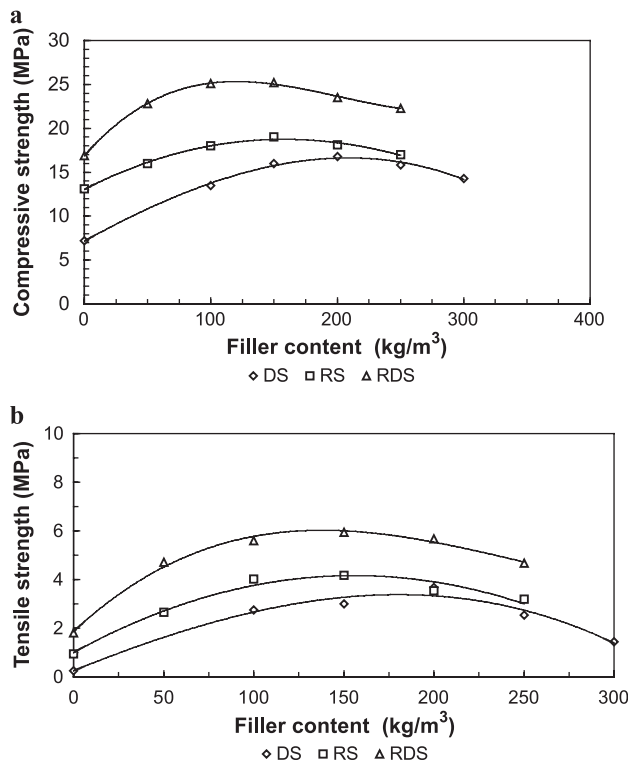 a
Compressive strength (MPa)
30
25
20
15
10
5
0
0 100 200 300 400
Filler content (kg/m³)
DS RS RDS
b
Tensile strength (MPa)
10
8
6
4
2
0
0 50 100 150 200 250 300
Filler content (kg/m³)
DS RS RDS